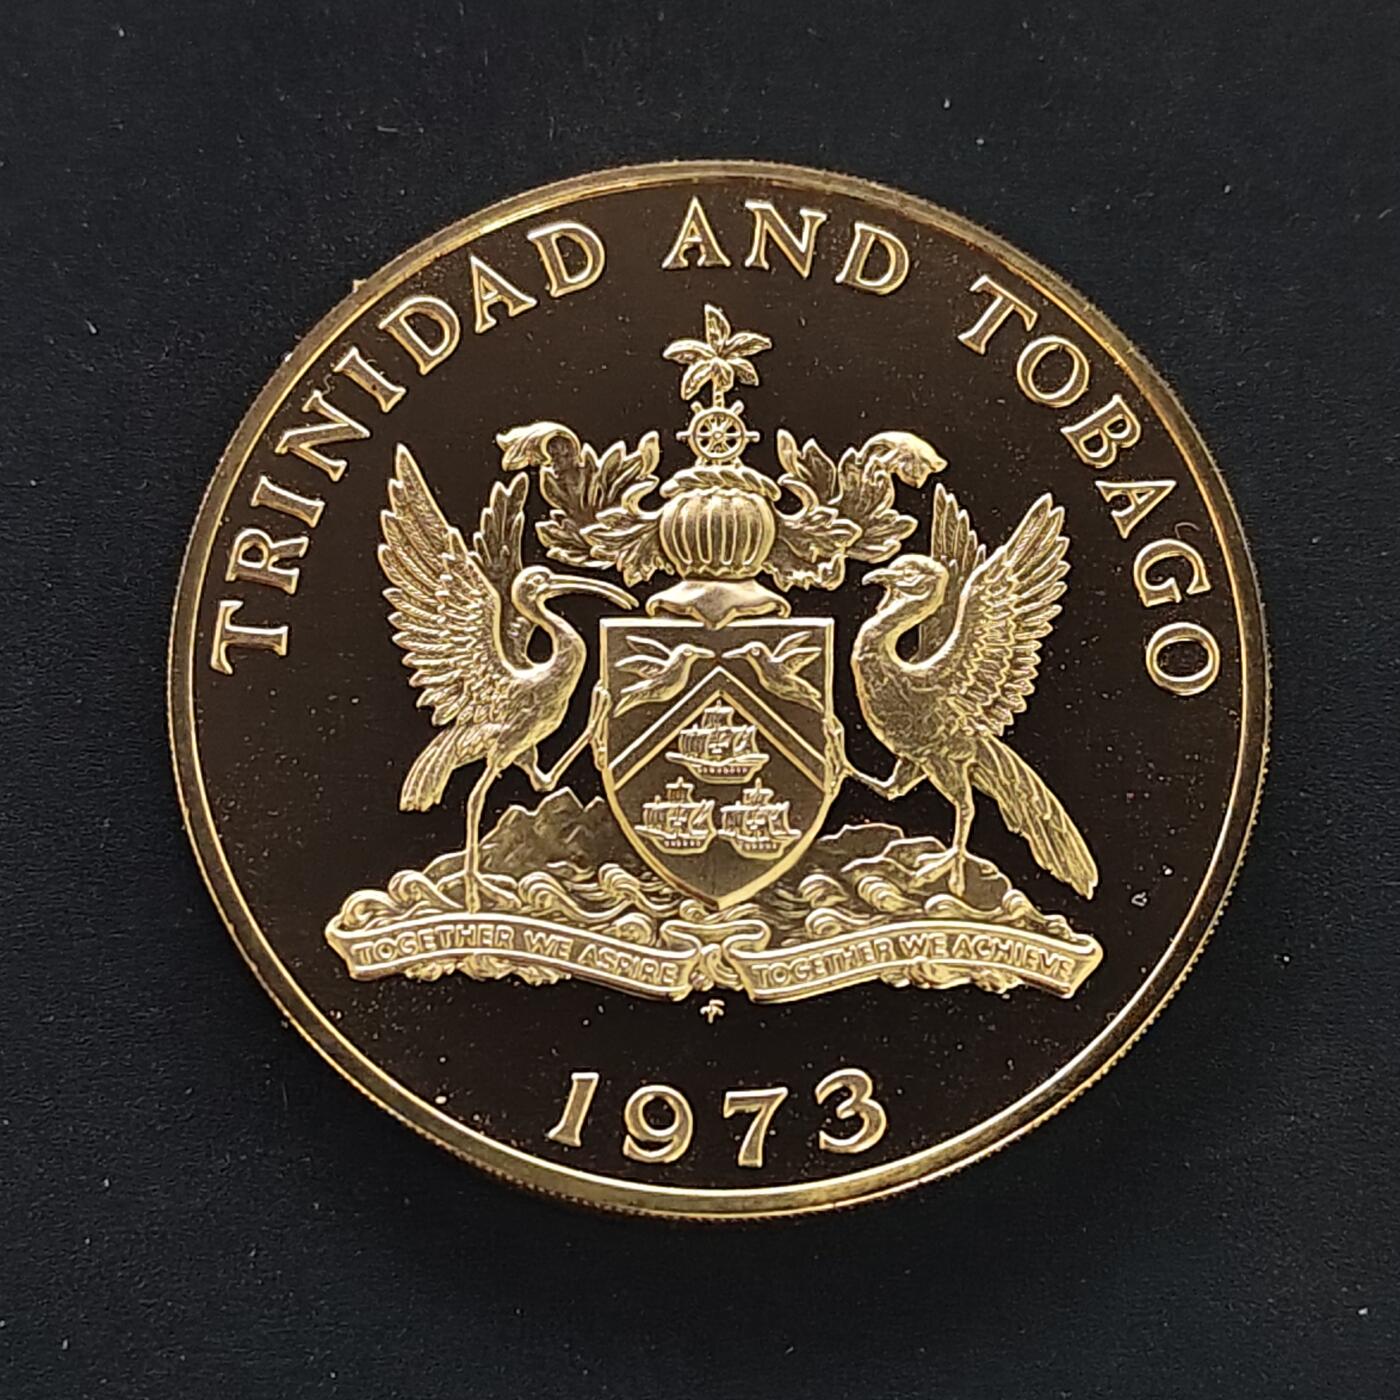 TRINIDAD AND TOBAGO
TOGETHER WE ASPIRE TOGETHER WE ACHIEVE
1973